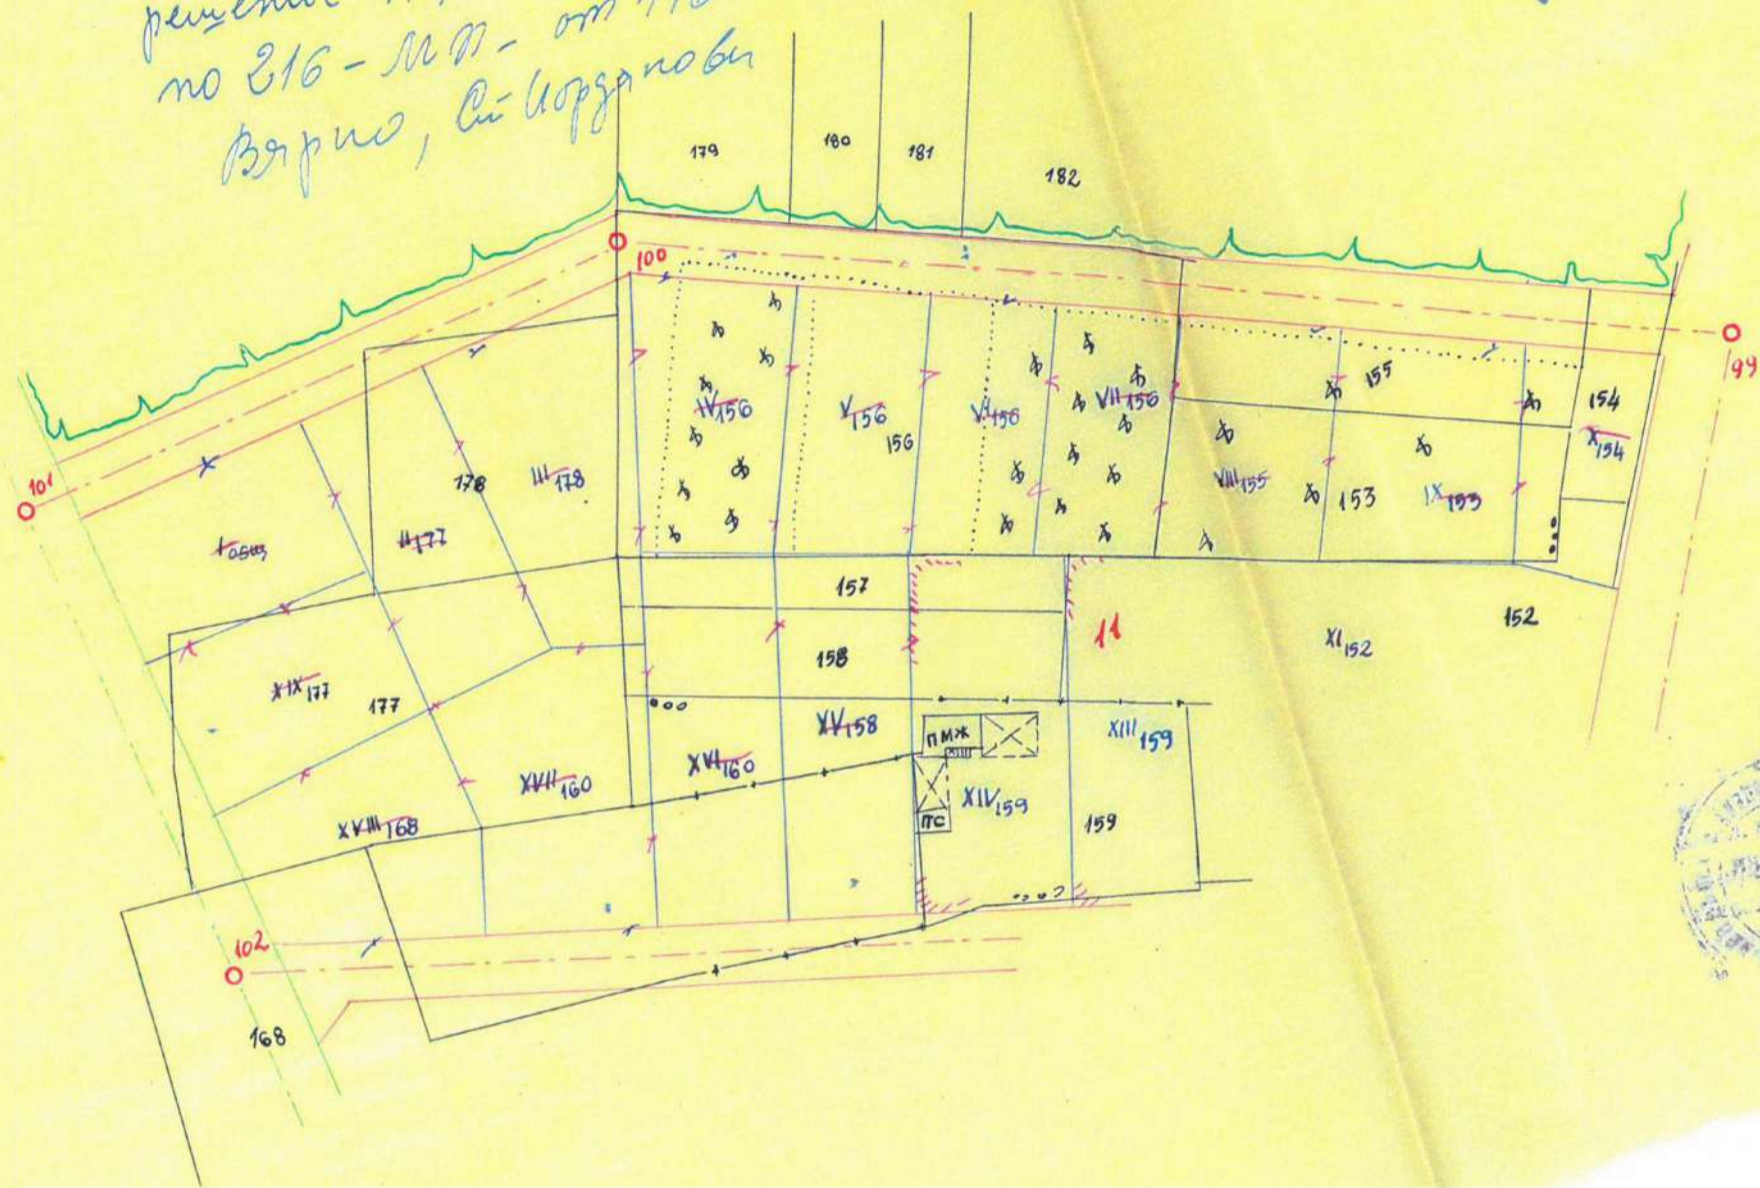 решение
по 216 - МП - от
Вярно, Ст Йорданови
179
180
181
182
100
101
99
102
IV 156
V 156
156
VI 156
VII 156
155
154
X 154
VIII 155
153
IX 153
178
III 178
II 177
I общ
157
158
11
XI 152
152
XIX 177
177
XV 158
ПМЖ
XIII 159
XVI 160
XVII 160
XIV 159
ПС
159
XVIII 168
168